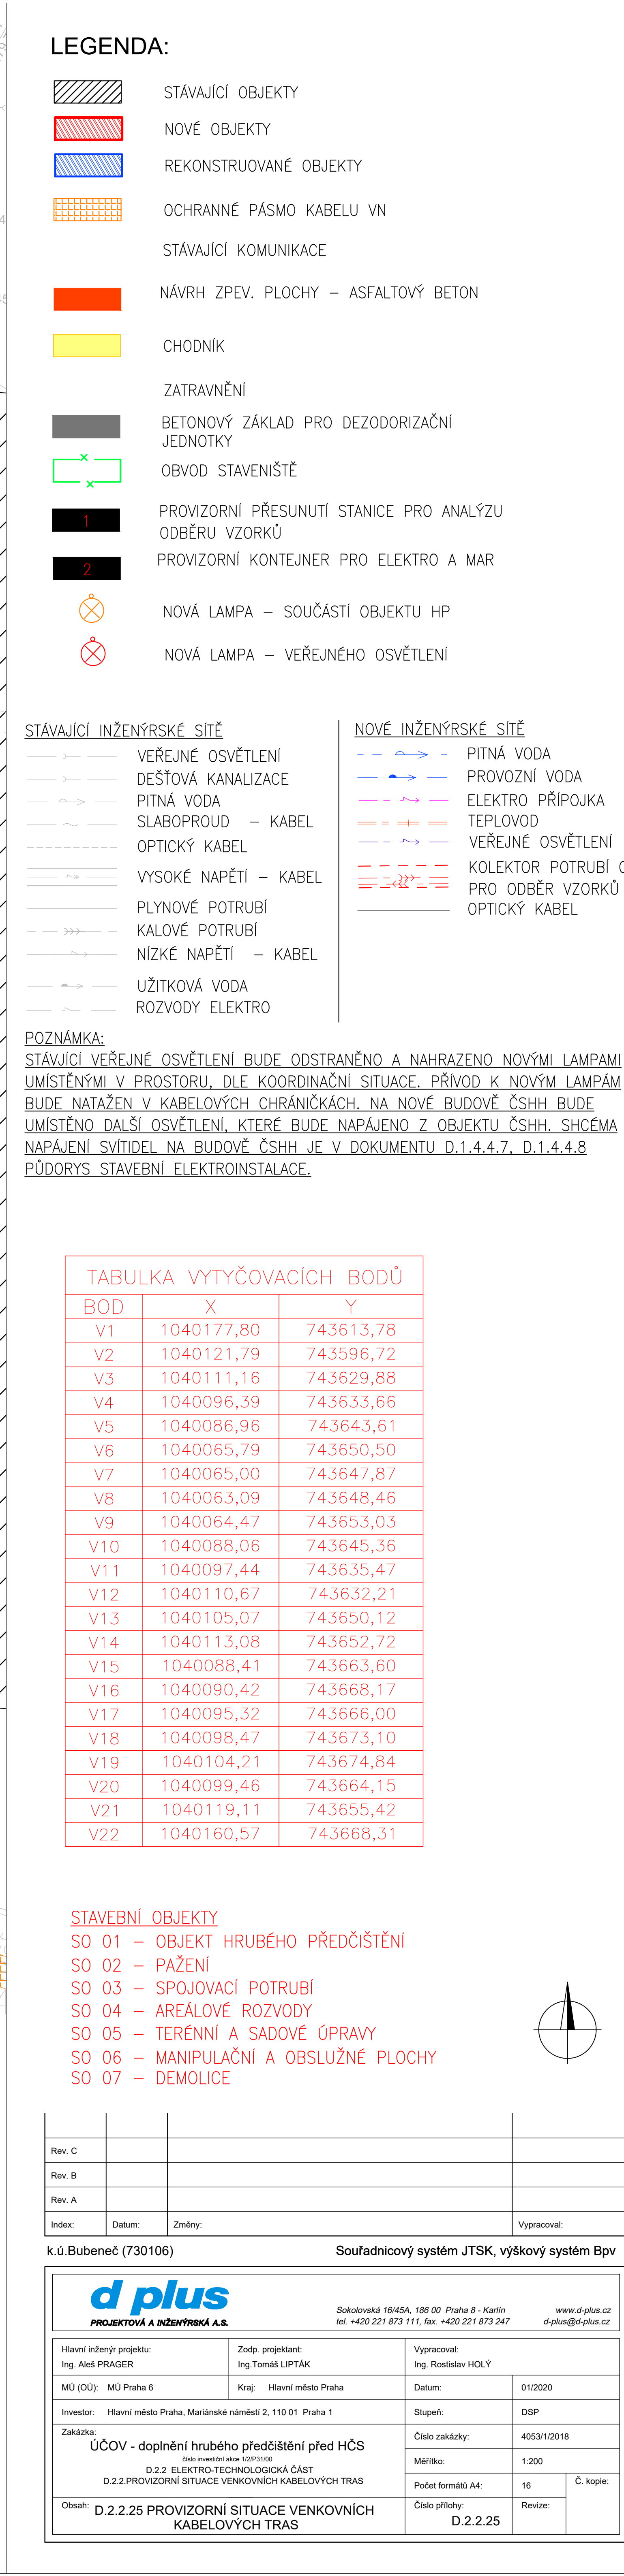 LEGENDA:
STÁVAJÍCÍ OBJEKTY
NOVÉ OBJEKTY
REKONSTRUOVANÉ OBJEKTY
OCHRANNÉ PÁSMO KABELU VN
STÁVAJÍCÍ KOMUNIKACE
NÁVRH ZPEV. PLOCHY – ASFALTOVÝ BETON
CHODNÍK
ZATRAVNĚNÍ
BETONOVÝ ZÁKLAD PRO DEZODORIZAČNÍ
JEDNOTKY
OBVOD STAVENIŠTĚ
1 PROVIZORNÍ PŘESUNUTÍ STANICE PRO ANALÝZU
ODBĚRU VZORKŮ
2 PROVIZORNÍ KONTEJNER PRO ELEKTRO A MAR
NOVÁ LAMPA – SOUČÁSTÍ OBJEKTU HP
NOVÁ LAMPA – VEŘEJNÉHO OSVĚTLENÍ
STÁVAJÍCÍ INŽENÝRSKÉ SÍTĚ
VEŘEJNÉ OSVĚTLENÍ
DEŠŤOVÁ KANALIZACE
PITNÁ VODA
SLABOPROUD – KABEL
OPTICKÝ KABEL
VYSOKÉ NAPĚTÍ – KABEL
PLYNOVÉ POTRUBÍ
KALOVÉ POTRUBÍ
NÍZKÉ NAPĚTÍ – KABEL
UŽITKOVÁ VODA
ROZVODY ELEKTRO
NOVÉ INŽENÝRSKÉ SÍTĚ
PITNÁ VODA
PROVOZNÍ VODA
ELEKTRO PŘÍPOJKA
TEPLOVOD
VEŘEJNÉ OSVĚTLENÍ
KOLEKTOR POTRUBÍ
PRO ODBĚR VZORKŮ
OPTICKÝ KABEL
POZNÁMKA:
STÁVJÍCÍ VEŘEJNÉ OSVĚTLENÍ BUDE ODSTRANĚNO A NAHRAZENO NOVÝMI LAMPAMI
UMÍSTĚNÝMI V PROSTORU, DLE KOORDINAČNÍ SITUACE. PŘÍVOD K NOVÝM LAMPÁM
BUDE NATAŽEN V KABELOVÝCH CHRÁNIČKÁCH. NA NOVÉ BUDOVĚ ČSHH BUDE
UMÍSTĚNO DALŠÍ OSVĚTLENÍ, KTERÉ BUDE NAPÁJENO Z OBJEKTU ČSHH. SHCÉMA
NAPÁJENÍ SVÍTIDEL NA BUDOVĚ ČSHH JE V DOKUMENTU D.1.4.4.7, D.1.4.4.8
PŮDORYS STAVEBNÍ ELEKTROINSTALACE.
TABULKA VYTYČOVACÍCH BODŮ
BOD X Y
V1 1040177,80 743613,78
V2 1040121,79 743596,72
V3 1040111,16 743629,88
V4 1040096,39 743633,66
V5 1040086,96 743643,61
V6 1040065,79 743650,50
V7 1040065,00 743647,87
V8 1040063,09 743648,46
V9 1040064,47 743653,03
V10 1040088,06 743645,36
V11 1040097,44 743635,47
V12 1040110,67 743632,21
V13 1040105,07 743650,12
V14 1040113,08 743652,72
V15 1040088,41 743663,60
V16 1040090,42 743668,17
V17 1040095,32 743666,00
V18 1040098,47 743673,10
V19 1040104,21 743674,84
V20 1040099,46 743664,15
V21 1040119,11 743655,42
V22 1040160,57 743668,31
STAVEBNÍ OBJEKTY
SO 01 – OBJEKT HRUBÉHO PŘEDČIŠTĚNÍ
SO 02 – PAŽENÍ
SO 03 – SPOJOVACÍ POTRUBÍ
SO 04 – AREÁLOVÉ ROZVODY
SO 05 – TERÉNNÍ A SADOVÉ ÚPRAVY
SO 06 – MANIPULAČNÍ A OBSLUŽNÉ PLOCHY
SO 07 – DEMOLICE
Rev. C
Rev. B
Rev. A
Index: Datum: Změny: Vypracoval:
k.ú.Bubeneč (730106) Souřadnicový systém JTSK, výškový systém Bpv
d plus
PROJEKTOVÁ A INŽENÝRSKÁ A.S.
Sokolovská 16/45A, 186 00 Praha 8 - Karlín www.d-plus.cz
tel. +420 221 873 111, fax. +420 221 873 247 d-plus@d-plus.cz
Hlavní inženýr projektu: Zodp. projektant: Vypracoval:
Ing. Aleš PRAGER Ing.Tomáš LIPTÁK Ing. Rostislav HOLÝ
MÚ (OÚ): MÚ Praha 6 Kraj: Hlavní město Praha Datum: 01/2020
Investor: Hlavní město Praha, Mariánské náměstí 2, 110 01 Praha 1 Stupeň: DSP
Zakázka:
ÚČOV - doplnění hrubého předčištění před HČS
číslo investiční akce 1/2/P31/00
D.2.2 ELEKTRO-TECHNOLOGICKÁ ČÁST
D.2.2.PROVIZORNÍ SITUACE VENKOVNÍCH KABELOVÝCH TRAS
Číslo zakázky: 4053/1/2018
Měřítko: 1:200
Počet formátů A4: 16 Č. kopie:
Obsah: D.2.2.25 PROVIZORNÍ SITUACE VENKOVNÍCH
KABELOVÝCH TRAS
Číslo přílohy: Revize:
D.2.2.25